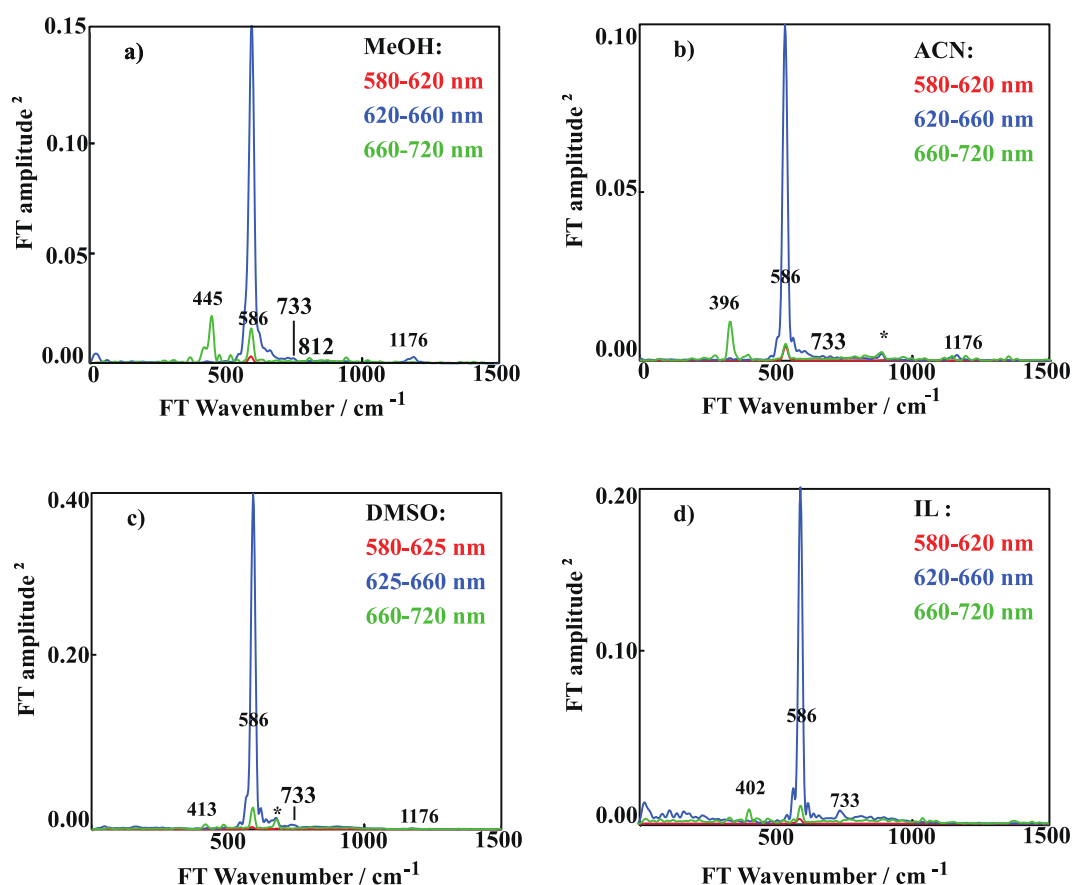 a)
MeOH:
580-620 nm
620-660 nm
660-720 nm
FT amplitude ²
0.15
0.10
0.05
0.00
445
586
733
812
1176
0
500
1000
1500
FT Wavenumber / cm⁻¹
b)
ACN:
580-620 nm
620-660 nm
660-720 nm
FT amplitude ²
0.10
0.05
0.00
396
586
733
*
1176
0
500
1000
1500
FT Wavenumber / cm⁻¹
c)
DMSO:
580-625 nm
625-660 nm
660-720 nm
FT amplitude ²
0.40
0.20
0.00
413
586
*
733
1176
500
1000
1500
FT Wavenumber / cm⁻¹
d)
IL :
580-620 nm
620-660 nm
660-720 nm
FT amplitude ²
0.20
0.10
0.00
402
586
733
0
500
1000
1500
FT Wavenumber / cm⁻¹